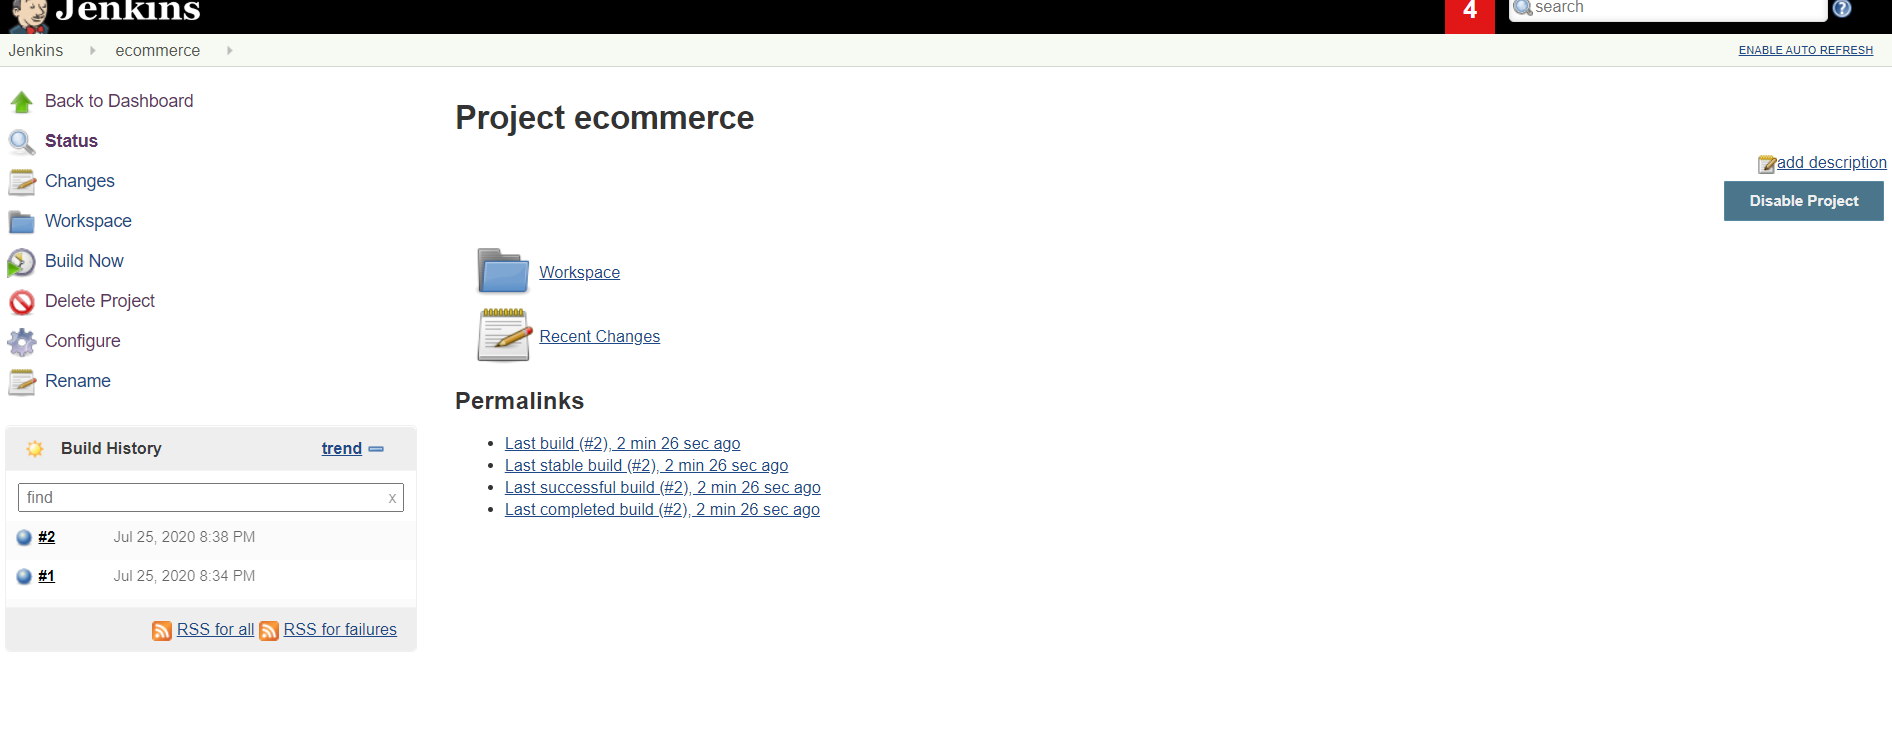 Jenkins
4
search
Jenkins ecommerce
ENABLE AUTO REFRESH
Back to Dashboard
Status
Changes
Workspace
Build Now
Delete Project
Configure
Rename
Build History trend
find x
#2 Jul 25, 2020 8:38 PM
#1 Jul 25, 2020 8:34 PM
RSS for all RSS for failures
Project ecommerce
add description
Disable Project
Workspace
Recent Changes
Permalinks
Last build (#2), 2 min 26 sec ago
Last stable build (#2), 2 min 26 sec ago
Last successful build (#2), 2 min 26 sec ago
Last completed build (#2), 2 min 26 sec ago